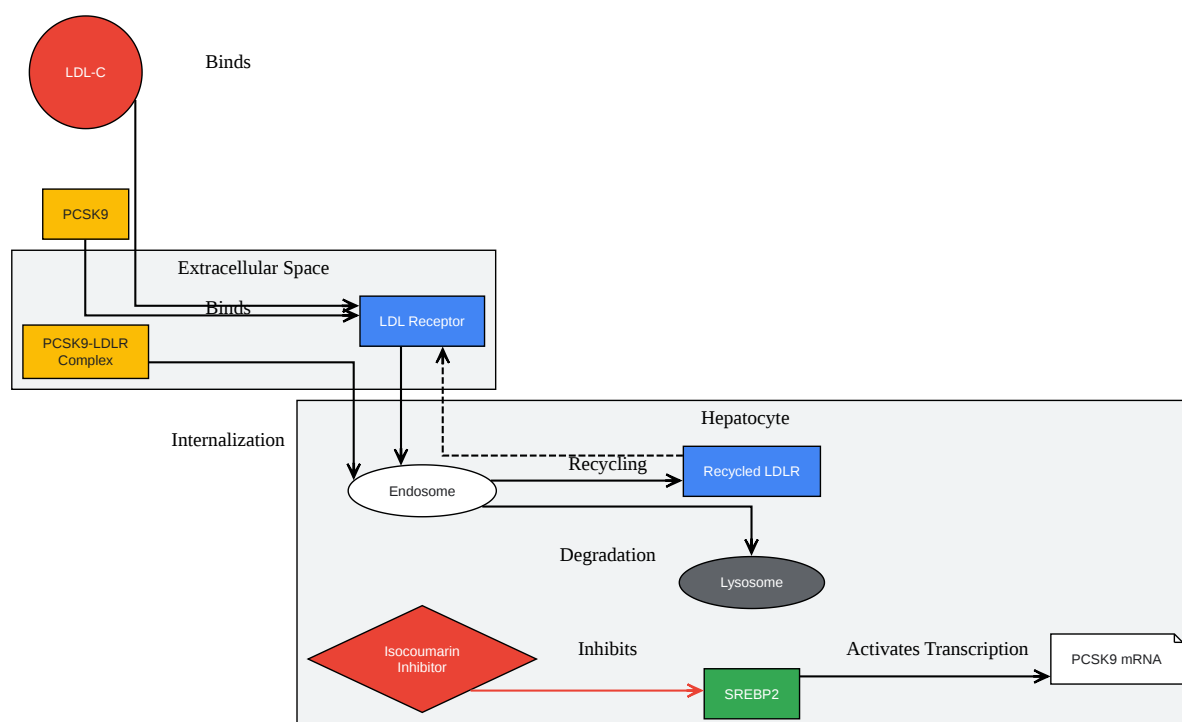 LDL-C
Binds
PCSK9
Extracellular Space
Binds
LDL Receptor
PCSK9-LDLR
Complex
Hepatocyte
Internalization
Recycling
Recycled LDLR
Endosome
Degradation
Lysosome
Isocoumarin
Inhibitor
Inhibits
SREBP2
Activates Transcription
PCSK9 mRNA